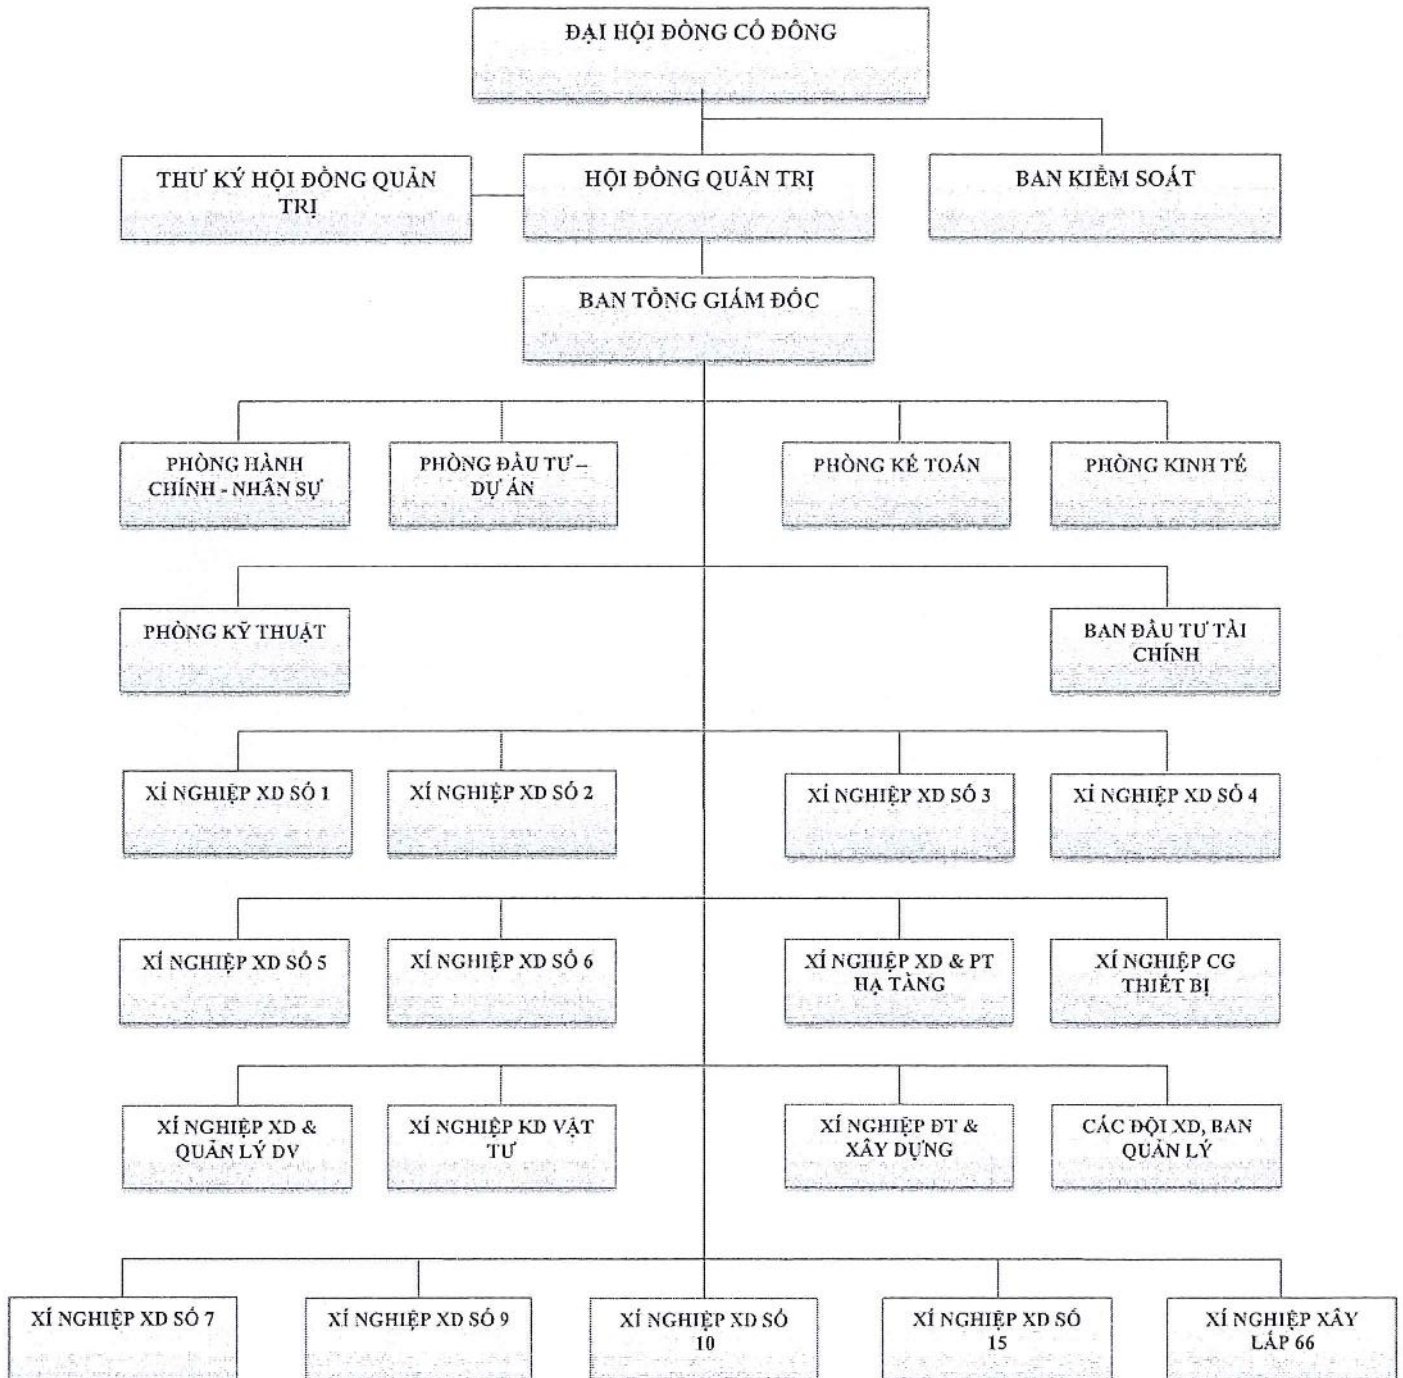 ĐẠI HỘI ĐỒNG CỔ ĐÔNG
THƯ KÝ HỘI ĐỒNG QUẢN
TRỊ
HỘI ĐỒNG QUẢN TRỊ
BAN KIỂM SOÁT
BAN TỔNG GIÁM ĐỐC
PHÒNG HÀNH
CHÍNH - NHÂN SỰ
PHÒNG ĐẦU TƯ –
DỰ ÁN
PHÒNG KẾ TOÁN
PHÒNG KINH TẾ
PHÒNG KỸ THUẬT
BAN ĐẦU TƯ TÀI
CHÍNH
XÍ NGHIỆP XD SỐ 1
XÍ NGHIỆP XD SỐ 2
XÍ NGHIỆP XD SỐ 3
XÍ NGHIỆP XD SỐ 4
XÍ NGHIỆP XD SỐ 5
XÍ NGHIỆP XD SỐ 6
XÍ NGHIỆP XD & PT
HẠ TẦNG
XÍ NGHIỆP CG
THIẾT BỊ
XÍ NGHIỆP XD &
QUẢN LÝ DV
XÍ NGHIỆP KD VẬT
TƯ
XÍ NGHIỆP ĐT &
XÂY DỰNG
CÁC ĐỘI XD, BAN
QUẢN LÝ
XÍ NGHIỆP XD SỐ 7
XÍ NGHIỆP XD SỐ 9
XÍ NGHIỆP XD SỐ
10
XÍ NGHIỆP XD SỐ
15
XÍ NGHIỆP XÂY
LẮP 66